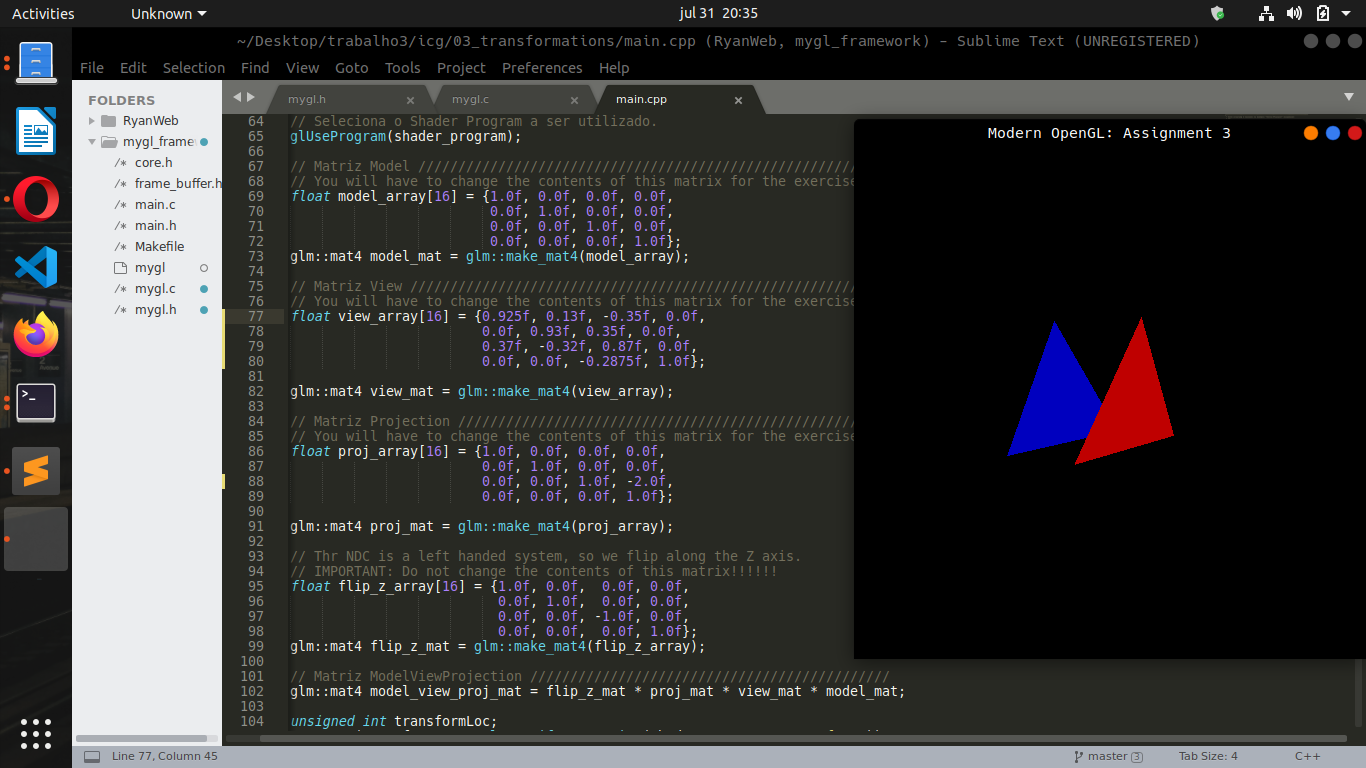 Activities
Unknown
jul 31 20:35
~/Desktop/trabalho3/icg/03_transformations/main.cpp (RyanWeb, mygl_framework) - Sublime Text (UNREGISTERED)
File Edit Selection Find View Goto Tools Project Preferences Help
FOLDERS
RyanWeb
mygl_frame
/* core.h
/* frame_buffer.h
/* main.c
/* main.h
/* Makefile
mygl
/* mygl.c
/* mygl.h
mygl.h × mygl.c × main.cpp ×
64 // Seleciona o Shader Program a ser utilizado.
65 glUseProgram(shader_program);
66
67 // Matriz Model ///////////////////////////////////////////////////////
68 // You will have to change the contents of this matrix for the exercise
69 float model_array[16] = {1.0f, 0.0f, 0.0f, 0.0f,
70 0.0f, 1.0f, 0.0f, 0.0f,
71 0.0f, 0.0f, 1.0f, 0.0f,
72 0.0f, 0.0f, 0.0f, 1.0f};
73 glm::mat4 model_mat = glm::make_mat4(model_array);
74
75 // Matriz View ////////////////////////////////////////////////////////
76 // You will have to change the contents of this matrix for the exercise
77 float view_array[16] = {0.925f, 0.13f, -0.35f, 0.0f,
78 0.0f, 0.93f, 0.35f, 0.0f,
79 0.37f, -0.32f, 0.87f, 0.0f,
80 0.0f, 0.0f, -0.2875f, 1.0f};
81
82 glm::mat4 view_mat = glm::make_mat4(view_array);
83
84 // Matriz Projection //////////////////////////////////////////////////
85 // You will have to change the contents of this matrix for the exercise
86 float proj_array[16] = {1.0f, 0.0f, 0.0f, 0.0f,
87 0.0f, 1.0f, 0.0f, 0.0f,
88 0.0f, 0.0f, 1.0f, -2.0f,
89 0.0f, 0.0f, 0.0f, 1.0f};
90
91 glm::mat4 proj_mat = glm::make_mat4(proj_array);
92
93 // Thr NDC is a left handed system, so we flip along the Z axis.
94 // IMPORTANT: Do not change the contents of this matrix!!!!!!
95 float flip_z_array[16] = {1.0f, 0.0f, 0.0f, 0.0f,
96 0.0f, 1.0f, 0.0f, 0.0f,
97 0.0f, 0.0f, -1.0f, 0.0f,
98 0.0f, 0.0f, 0.0f, 1.0f};
99 glm::mat4 flip_z_mat = glm::make_mat4(flip_z_array);
100
101 // Matriz ModelViewProjection /////////////////////////////////////////////
102 glm::mat4 model_view_proj_mat = flip_z_mat * proj_mat * view_mat * model_mat;
103
104 unsigned int transformLoc;
Modern OpenGL: Assignment 3
Line 77, Column 45
master 3
Tab Size: 4
C++